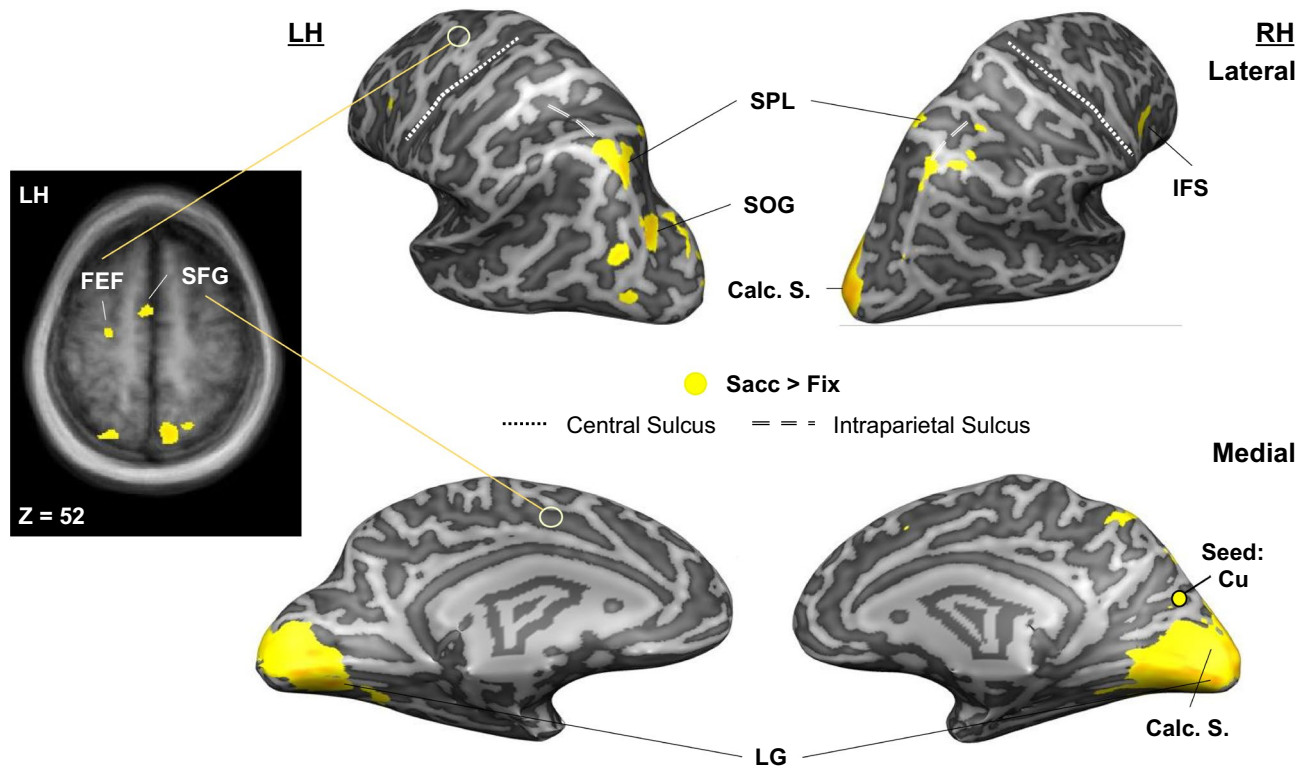 LH
RH
Lateral
SPL
IFS
SOG
LH
FEF
SFG
Calc. S.
Sacc > Fix
Central Sulcus
Intraparietal Sulcus
Medial
Z = 52
Seed:
Cu
Calc. S.
LG